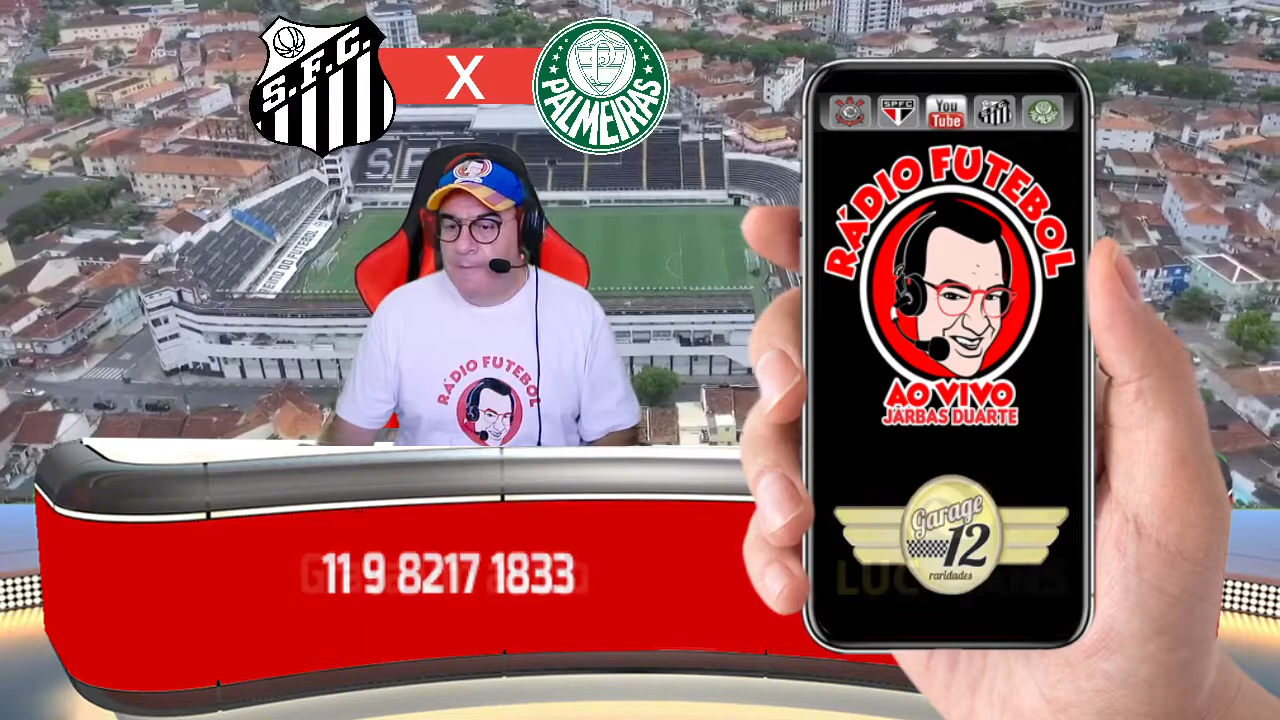 S.F.C.
X
PALMEIRAS
SPFC
You
Tube
RÁDIO FUTEBOL
AO VIVO
JARBAS DUARTE
RÁDIO FUTEBOL
Garage
12
raridades
11 9 8217 1833